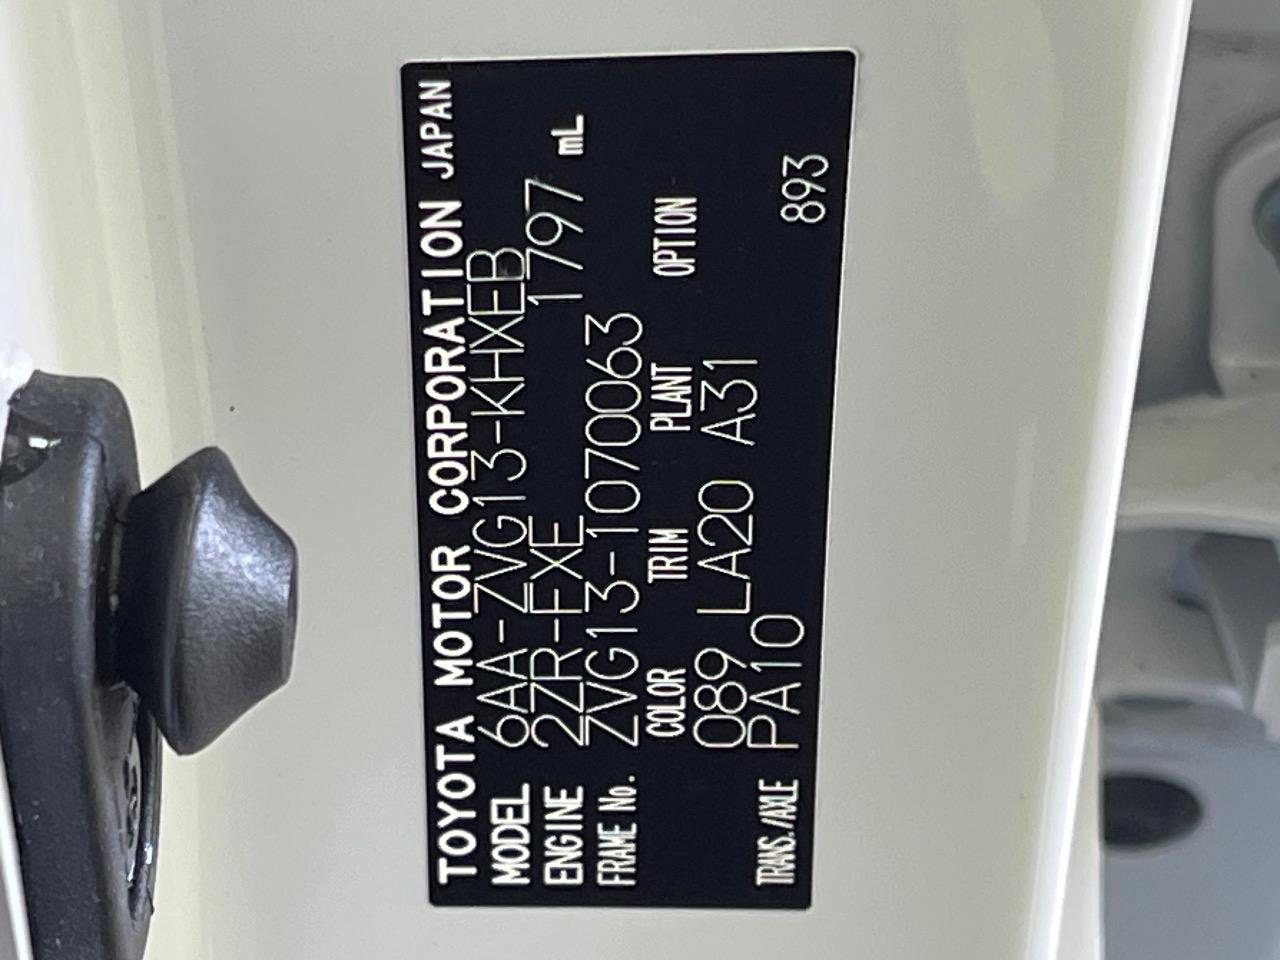 TOYOTA MOTOR CORPORATION JAPAN
MODEL 6AA-ZVG13-KHXEB
ENGINE 2ZR-FXE 1797 mL
FRAME No. ZVG13-1070063
COLOR TRIM PLANT OPTION
089 LA20 A31
TRANS./AXLE PA10
893